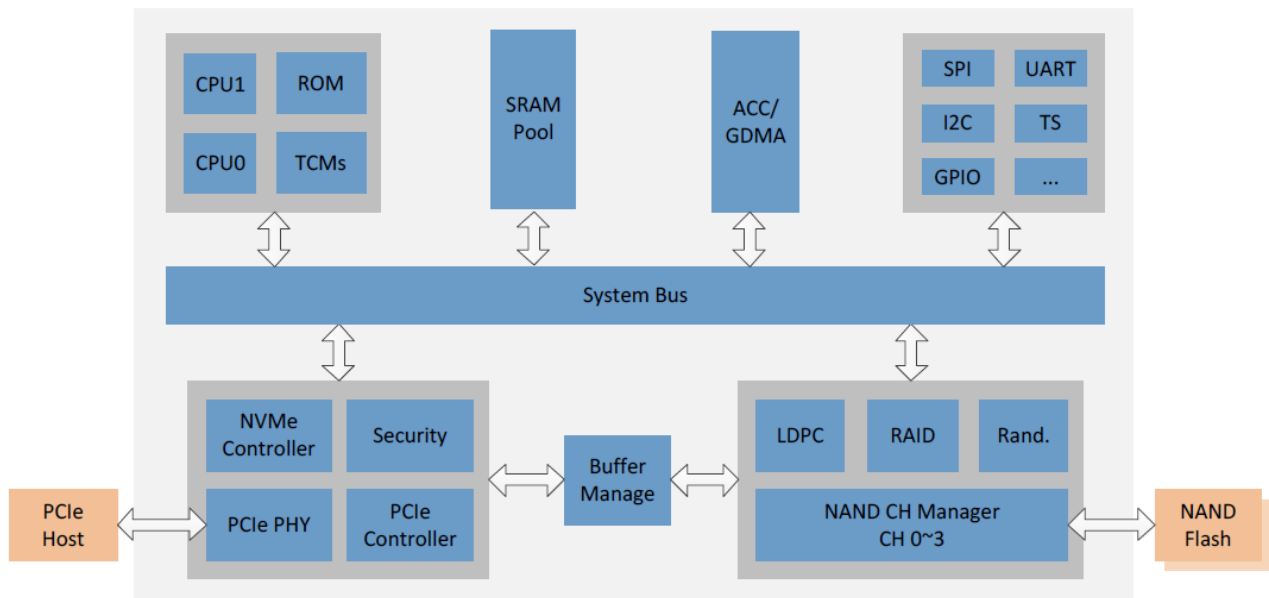 CPU1
ROM
CPU0
TCMs
SRAM
Pool
ACC/
GDMA
SPI
UART
I2C
TS
GPIO
...
System Bus
NVMe
Controller
Security
PCIe PHY
PCIe
Controller
Buffer
Manage
LDPC
RAID
Rand.
NAND CH Manager
CH 0~3
PCIe
Host
NAND
Flash